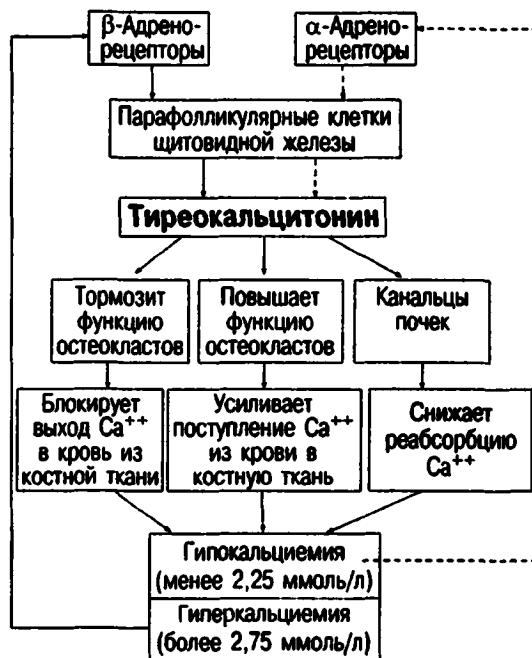 β-Адрено-
рецепторы
α-Адрено-
рецепторы
Парафолликулярные клетки
щитовидной железы
Тиреокальцитонин
Тормозит
функцию
остеокластов
Повышает
функцию
остеокластов
Канальцы
почек
Блокирует
выход Ca⁺⁺
в кровь из
костной ткани
Усиливает
поступление Ca⁺⁺
из крови в
костную ткань
Снижает
реабсорбцию
Ca⁺⁺
Гипокальциемия
(менее 2,25 ммоль/л)
Гиперкальциемия
(более 2,75 ммоль/л)